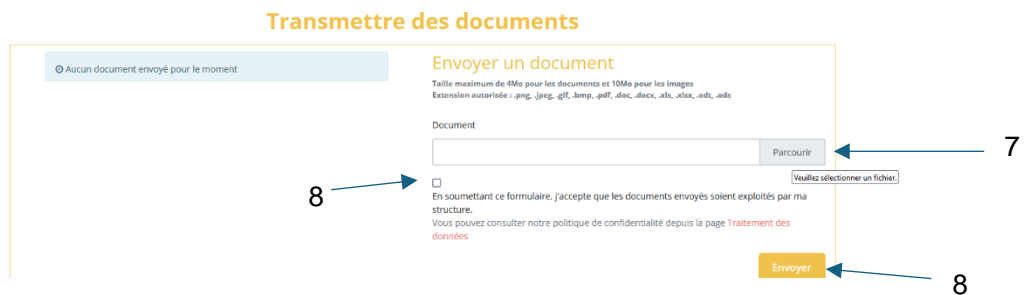 Transmettre des documents
Aucun document envoyé pour le moment
Envoyer un document
Taille maximum de 4Mo pour les documents et 10Mo pour les images
Extension autorisée : .png, .jpeg, .gif, .bmp, .pdf, .doc, .docx, .xls, .xlsx, .odt, .ods
Document
Parcourir
7
Veuillez sélectionner un fichier.
8
En soumettant ce formulaire, j'accepte que les documents envoyés soient exploités par ma
structure.
Vous pouvez consulter notre politique de confidentialité depuis la page Traitement des
données
Envoyer
8